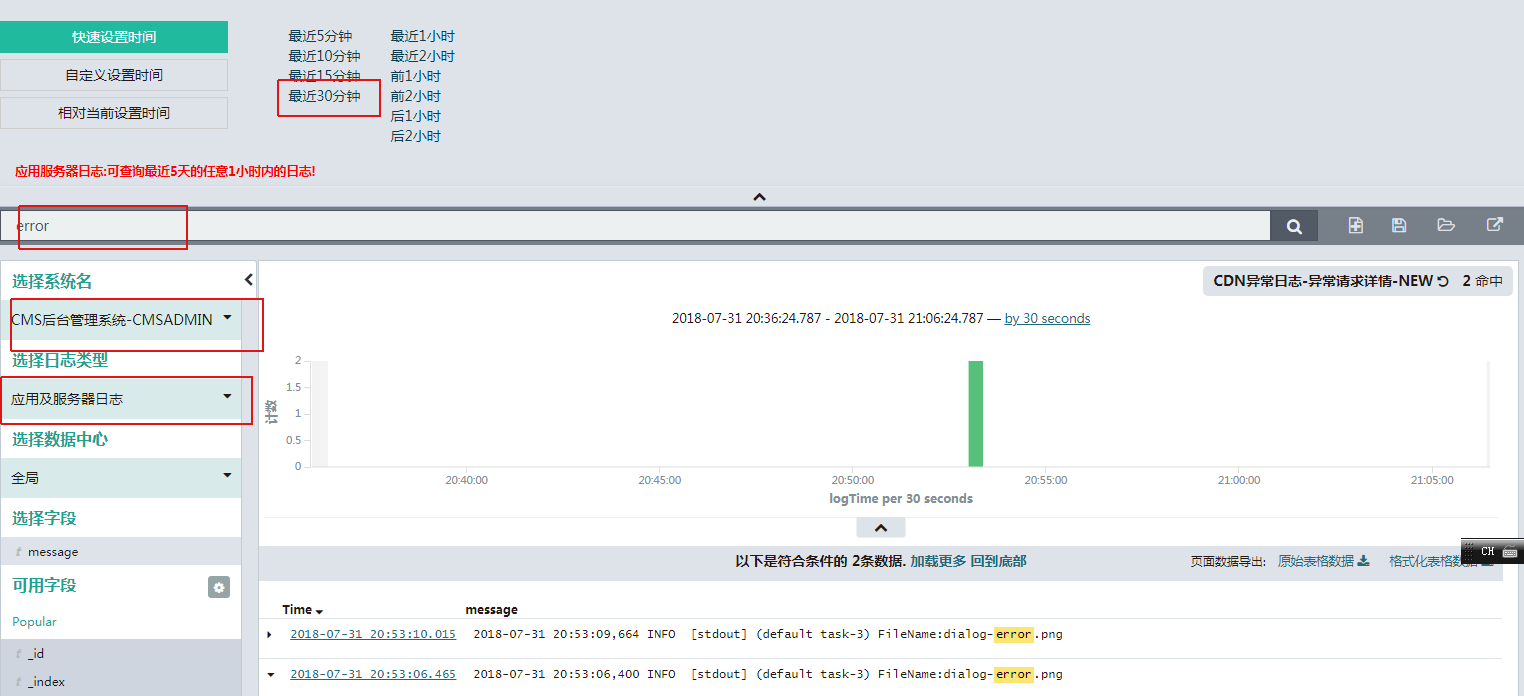 快速设置时间
自定义设置时间
相对当前设置时间
最近5分钟
最近10分钟
最近15分钟
最近30分钟
最近1小时
最近2小时
前1小时
前2小时
后1小时
后2小时
应用服务器日志:可查询最近5天的任意1小时内的日志!
error
选择系统名
CMS后台管理系统-CMSADMIN
选择日志类型
应用及服务器日志
选择数据中心
全局
选择字段
t message
可用字段
Popular
t _id
t _index
CDN异常日志-异常请求详情-NEW 2 命中
2018-07-31 20:36:24.787 - 2018-07-31 21:06:24.787 — by 30 seconds
计数
2
1.5
1
0.5
0
20:40:00 20:45:00 20:50:00 20:55:00 21:00:00 21:05:00
logTime per 30 seconds
以下是符合条件的 2条数据. 加载更多 回到底部
页面数据导出: 原始表格数据 格式化表格数据
CH
Time message
2018-07-31 20:53:10.015 2018-07-31 20:53:09,664 INFO [stdout] (default task-3) FileName:dialog-error.png
2018-07-31 20:53:06.465 2018-07-31 20:53:06,400 INFO [stdout] (default task-3) FileName:dialog-error.png